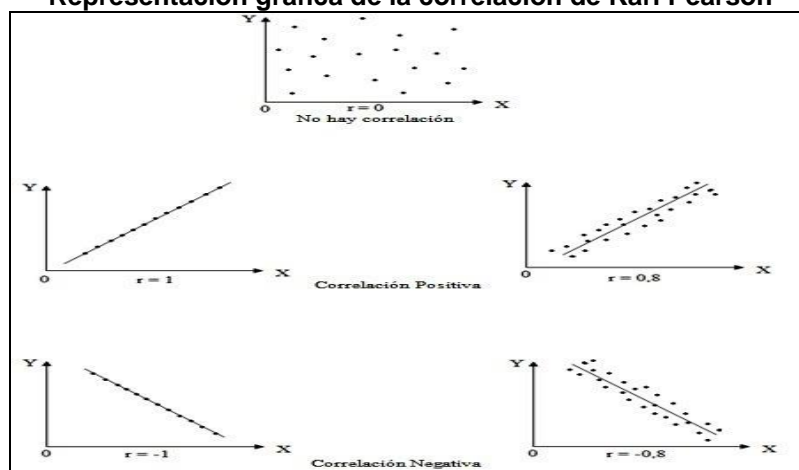 Representación gráfica de la correlación de Karl Pearson
Y
0
r = 0
X
No hay correlación
Y
0
r = 1
X
Y
0
r = 0,8
X
Correlación Positiva
Y
0
r = -1
X
Y
0
r = -0,8
X
Correlación Negativa